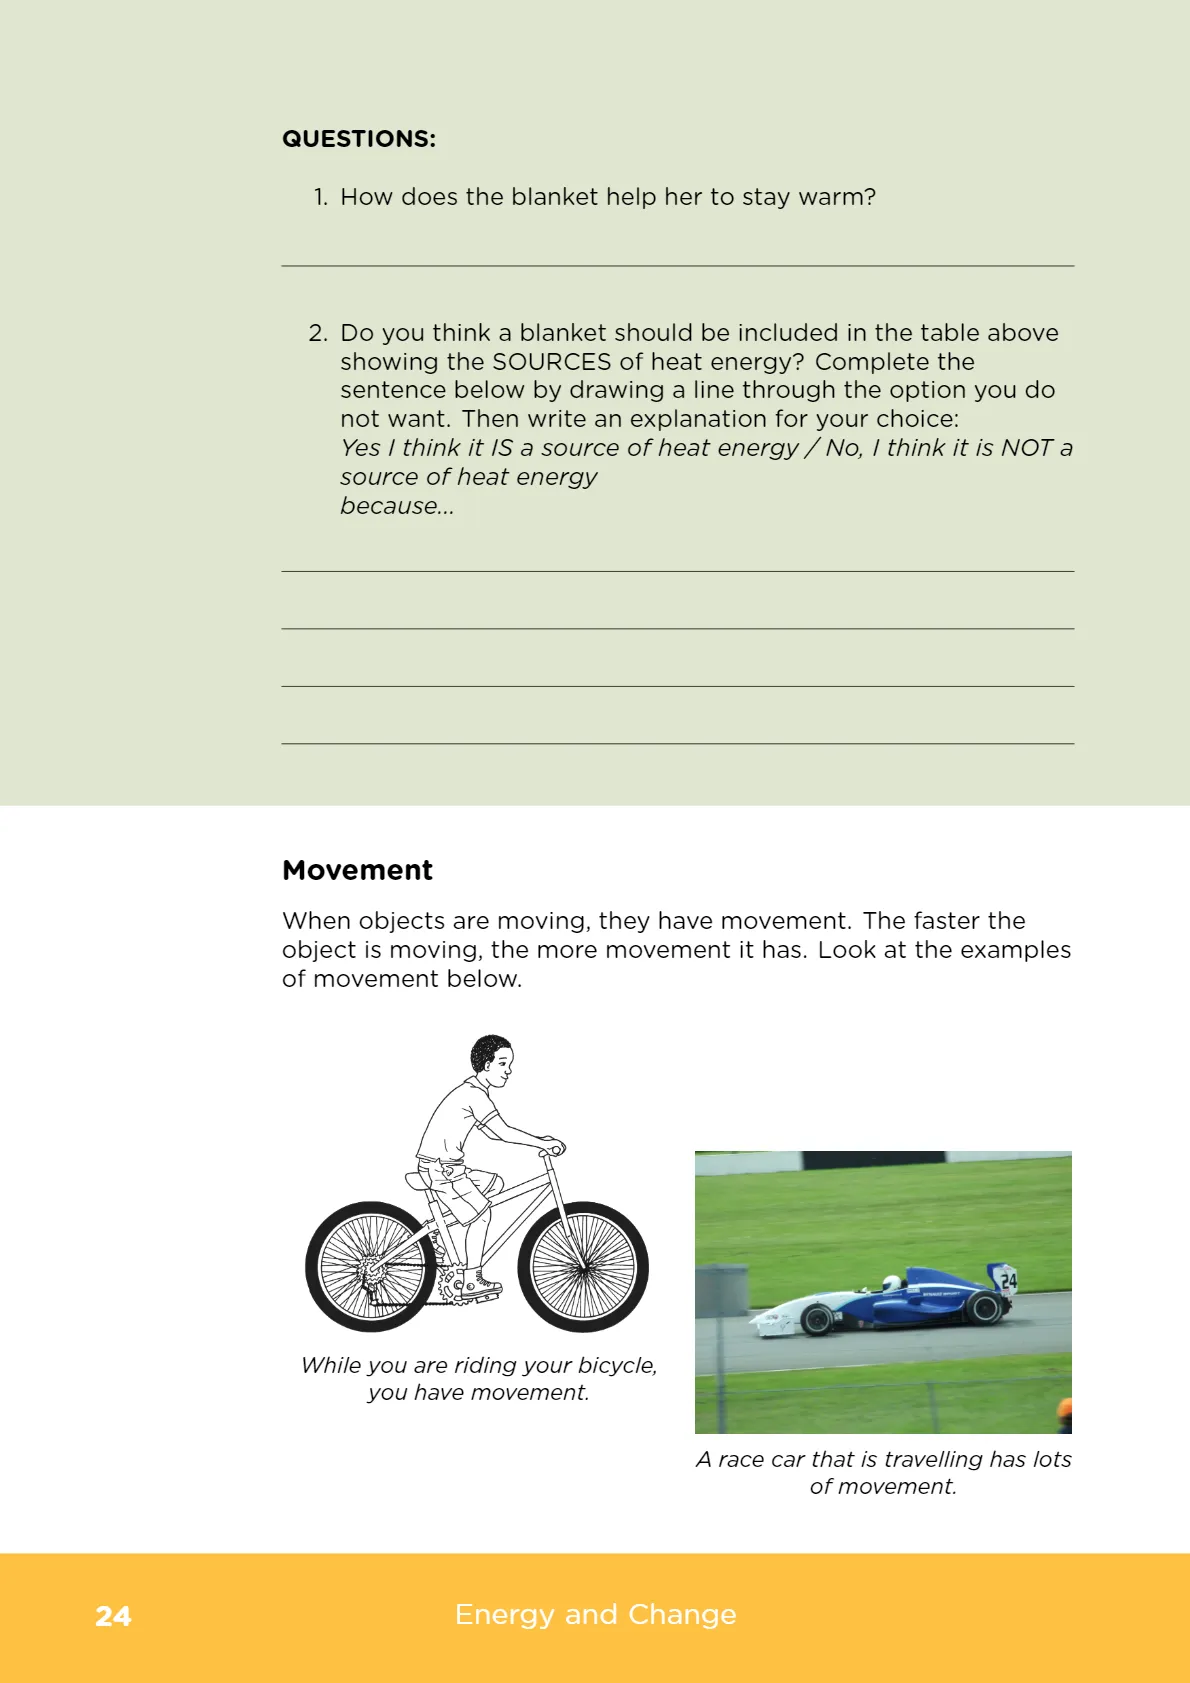 QUESTIONS:
1. How does the blanket help her to stay warm?
2. Do you think a blanket should be included in the table above
showing the SOURCES of heat energy? Complete the
sentence below by drawing a line through the option you do
not want. Then write an explanation for your choice:
Yes I think it IS a source of heat energy / No, I think it is NOT a
source of heat energy
because...
Movement
When objects are moving, they have movement. The faster the
object is moving, the more movement it has. Look at the examples
of movement below.
While you are riding your bicycle,
you have movement.
24
A race car that is travelling has lots
of movement.
24
Energy and Change